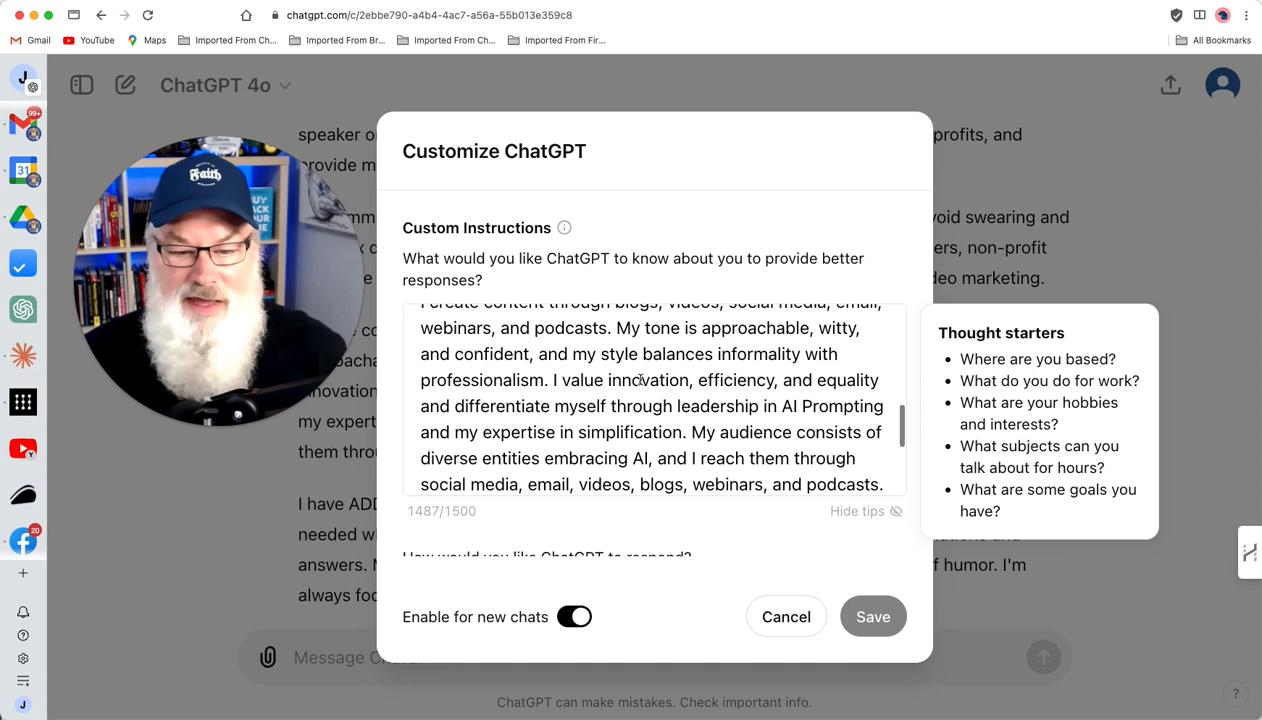 chatgpt.com/c/2ebbe790-a4b4-4ac7-a56a-55b013e359c8
Gmail
YouTube
Maps
Imported From Ch...
Imported From Br...
Imported From Ch...
Imported From Fir...
All Bookmarks
J
ChatGPT 4o
99+
31
20
J
speaker
profits, and
provide
void swearing and
ers, non-profit
deo marketing.
innovation
my expert
them
I have ADD
needed
answers.
f humor. I'm
always
Faith
BUY
BACK
YOUR
Customize ChatGPT
Custom Instructions
What would you like ChatGPT to know about you to provide better
responses?
I create content through blogs, videos, social media, email,
webinars, and podcasts. My tone is approachable, witty,
and confident, and my style balances informality with
professionalism. I value innovation, efficiency, and equality
and differentiate myself through leadership in AI Prompting
and my expertise in simplification. My audience consists of
diverse entities embracing AI, and I reach them through
social media, email, videos, blogs, webinars, and podcasts.
1487/1500
Hide tips
How would you like ChatGPT to respond?
Enable for new chats
Cancel
Save
Thought starters
• Where are you based?
• What do you do for work?
• What are your hobbies
and interests?
• What subjects can you
talk about for hours?
• What are some goals you
have?
Message
ChatGPT can make mistakes. Check important info.
?